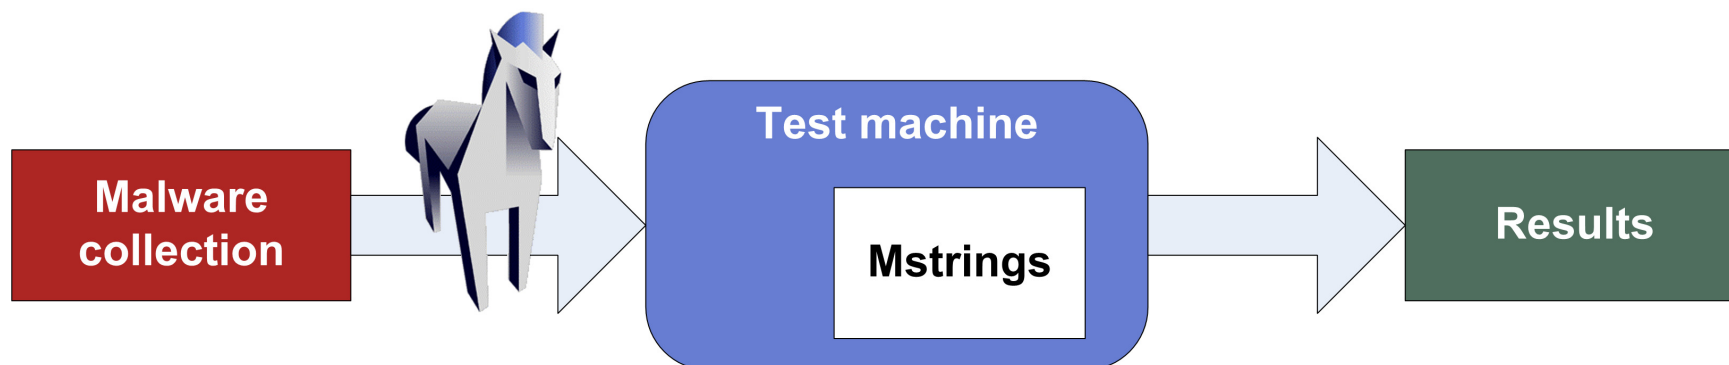 Malware
collection
Test machine
Mstrings
Results